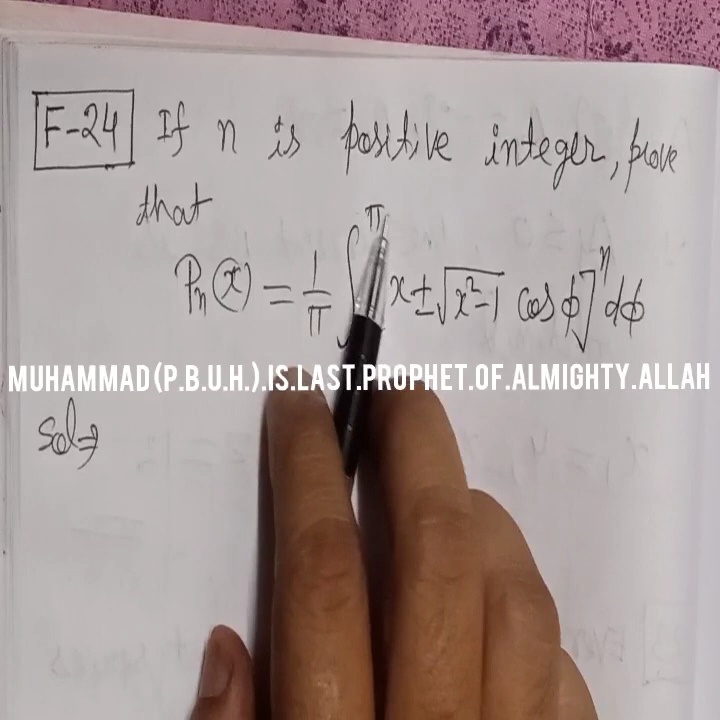 F-24 If n is positive integer, prove
that
Pn(x) = 1/π ∫ π x ± √x²-1 cos φ]ⁿ dφ
MUHAMMAD(P.B.U.H.).IS.LAST.PROPHET.OF.ALMIGHTY.ALLAH
Sol⇒